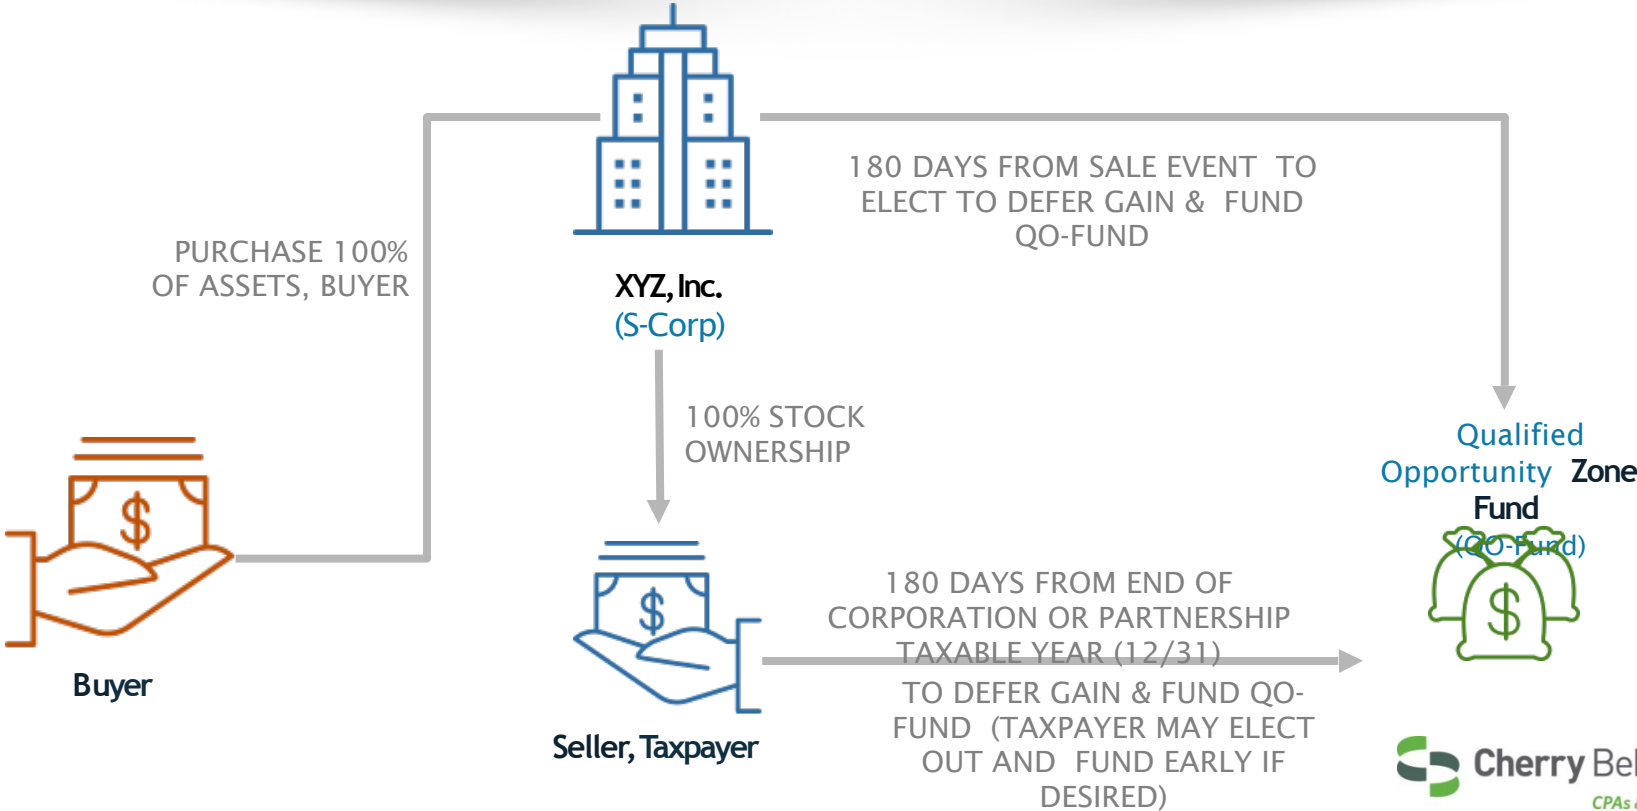 180 DAYS FROM SALE EVENT TO
ELECT TO DEFER GAIN & FUND
QO-FUND
PURCHASE 100%
OF ASSETS, BUYER
XYZ, Inc.
(S-Corp)
100% STOCK
OWNERSHIP
Qualified
Opportunity Zone
Fund
(QO-Fund)
$
$
$
180 DAYS FROM END OF
CORPORATION OR PARTNERSHIP
TAXABLE YEAR (12/31)
TO DEFER GAIN & FUND QO-
FUND (TAXPAYER MAY ELECT
OUT AND FUND EARLY IF
DESIRED)
Buyer
Seller, Taxpayer
Cherry Be
CPAs